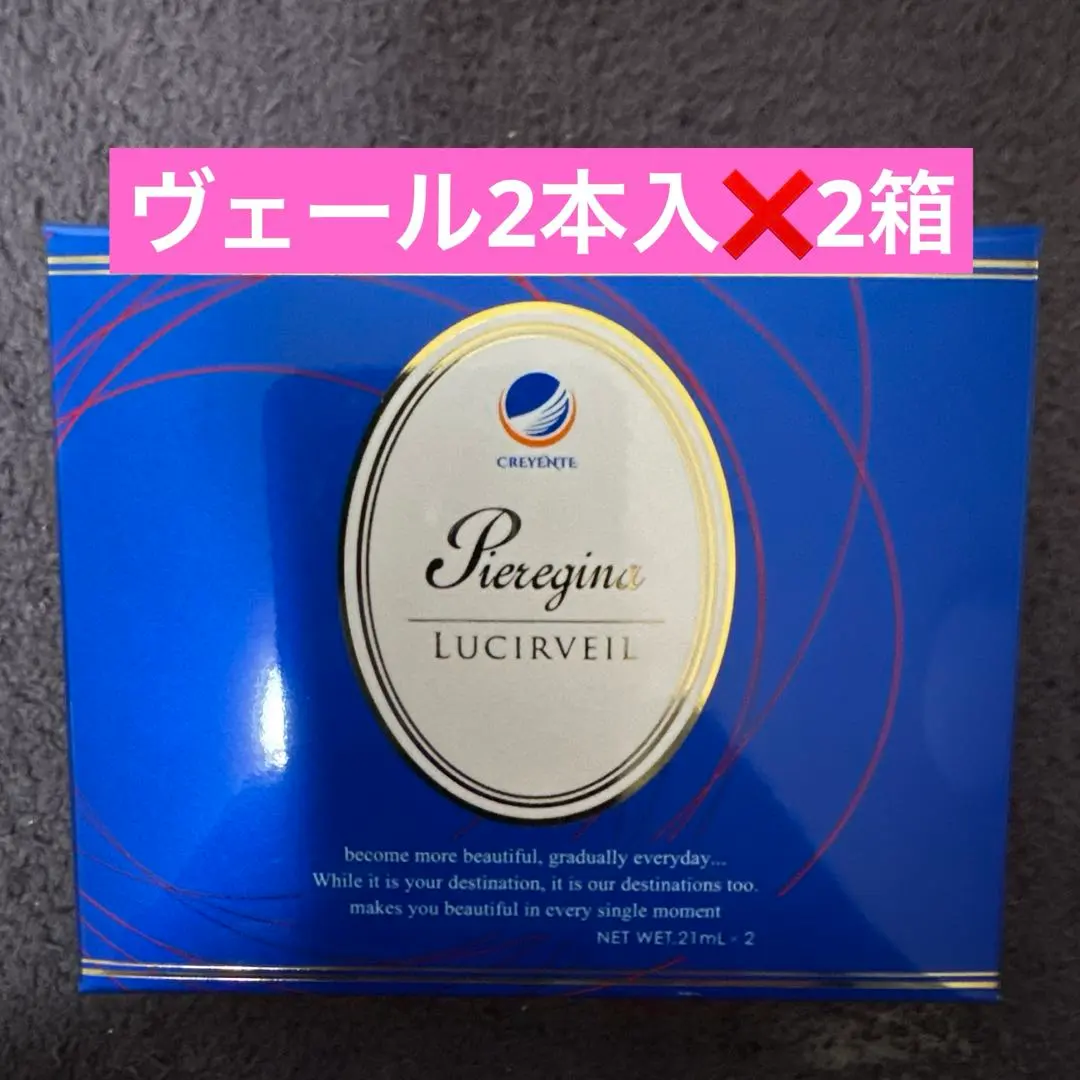 ヴェール2本入❌2箱
CREYENTE
Pieregina
LUCIRVEIL
become more beautiful, gradually everyday...
While it is your destination, it is our destinations too.
makes you beautiful in every single moment
NET WET.21mL × 2